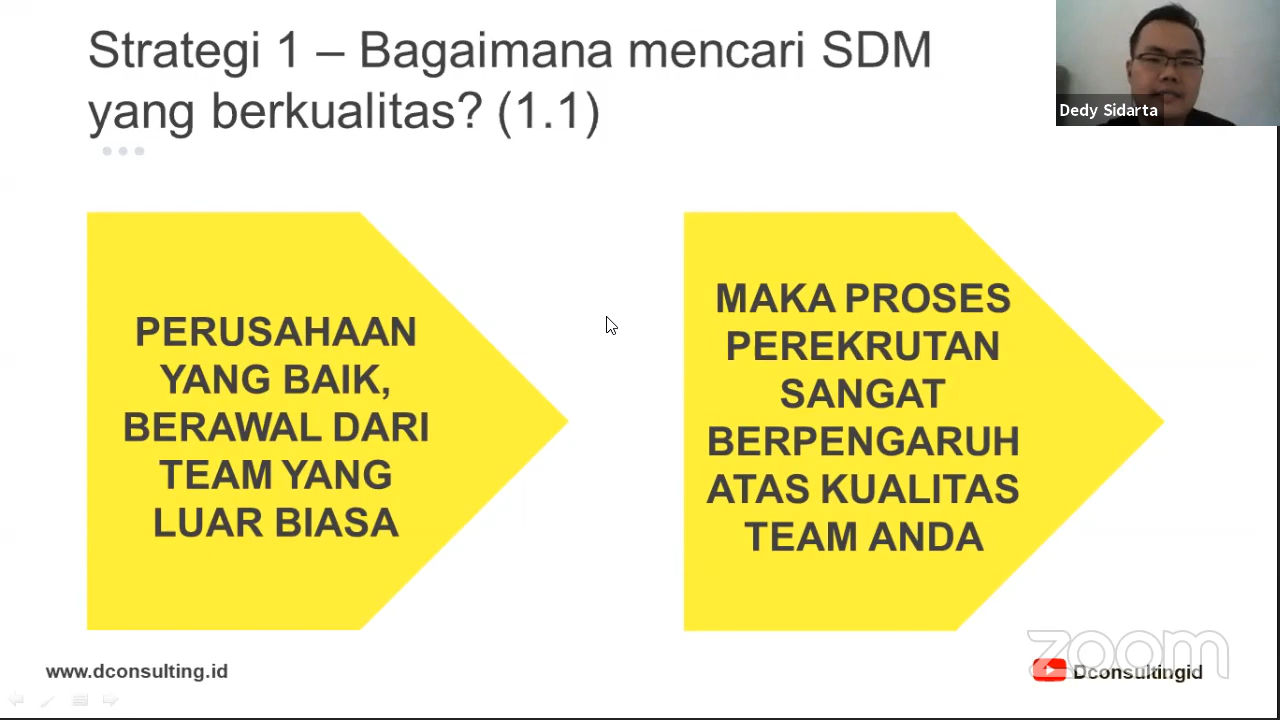 Strategi 1 – Bagaimana mencari SDM
yang berkualitas? (1.1)
Dedy Sidarta
PERUSAHAAN
YANG BAIK,
BERAWAL DARI
TEAM YANG
LUAR BIASA
MAKA PROSES
PEREKRUTAN
SANGAT
BERPENGARUH
ATAS KUALITAS
TEAM ANDA
www.dconsulting.id
zoom
Dconsultingid